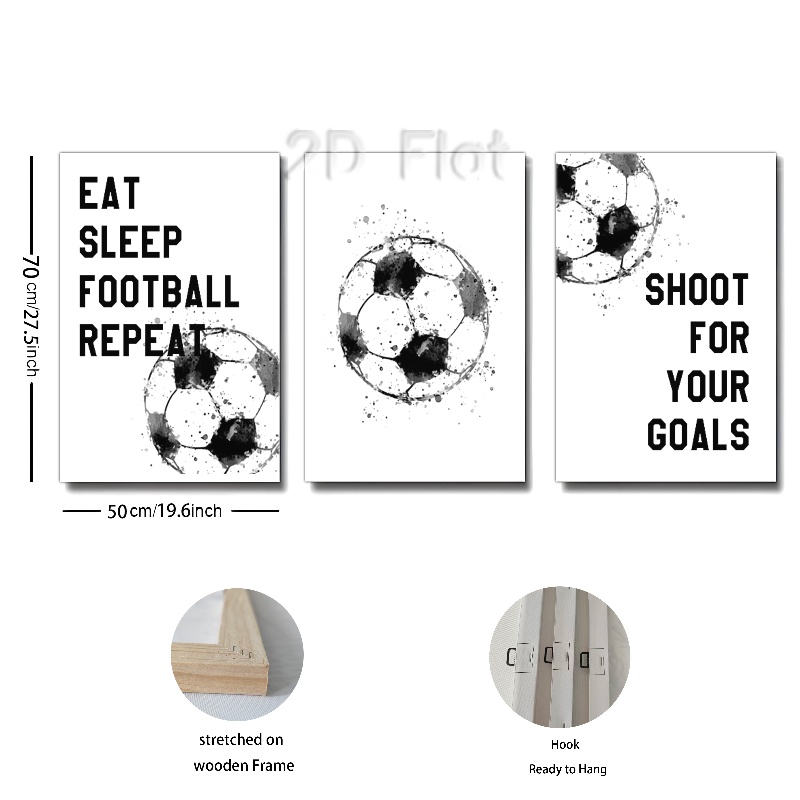 2D Flat
EAT
SLEEP
FOOTBALL
REPEAT
SHOOT
FOR
YOUR
GOALS
70 cm/27.5inch
50cm/19.6inch
stretched on
wooden Frame
Hook
Ready to Hang